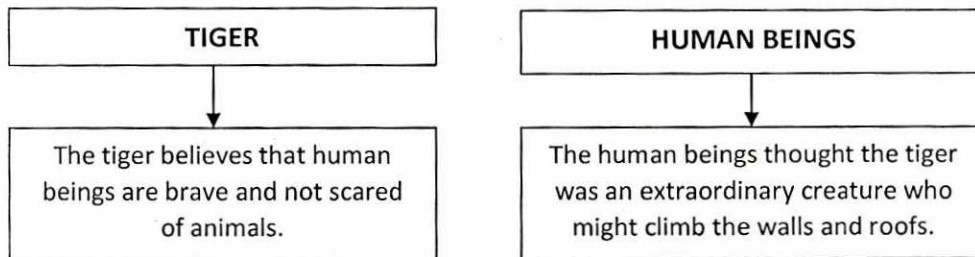 TIGER
The tiger believes that human
beings are brave and not scared
of animals.
HUMAN BEINGS
The human beings thought the tiger
was an extraordinary creature who
might climb the walls and roofs.